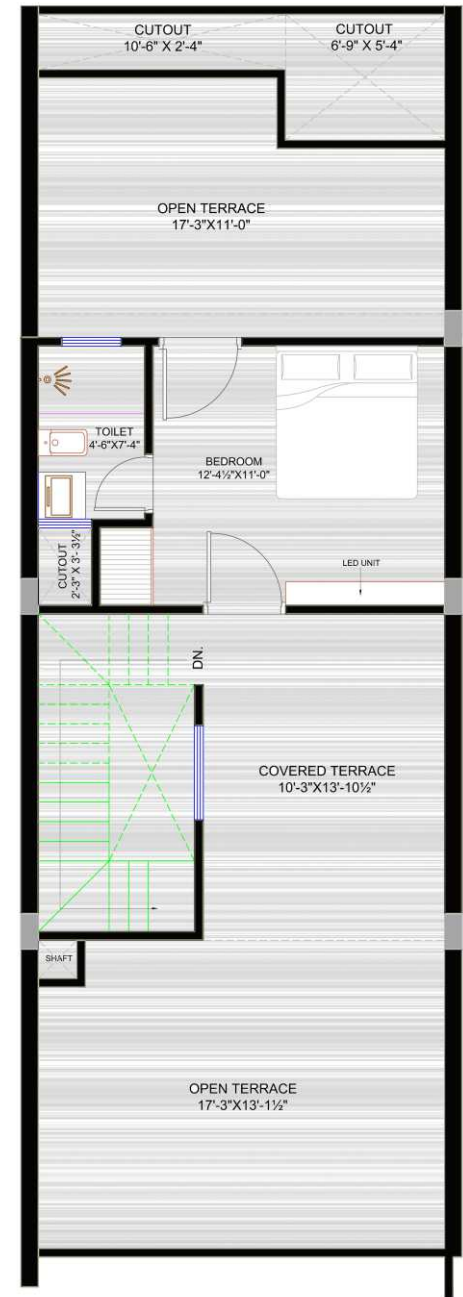 CUTOUT
10'-6" X 2'-4"
CUTOUT
6'-9" X 5'-4"
OPEN TERRACE
17'-3"X11'-0"
TOILET
4'-6"X7'-4"
BEDROOM
12'-4½"X11'-0"
CUTOUT
2'-3" X 3'- 3½"
LED UNIT
DN.
COVERED TERRACE
10'-3"X13'-10½"
SHAFT
OPEN TERRACE
17'-3"X13'-1½"